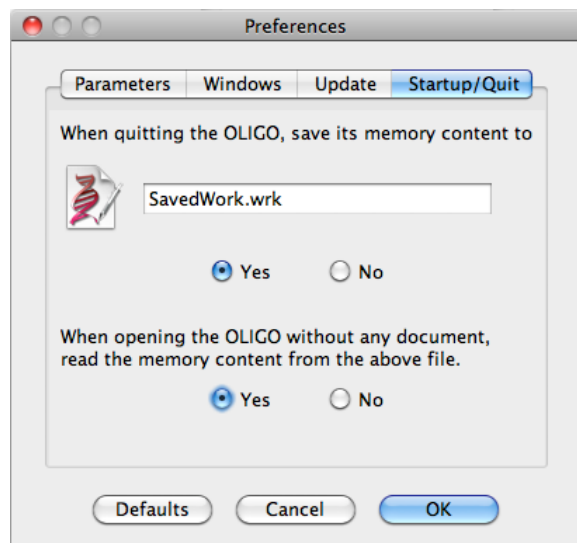 Preferences
Parameters Windows Update Startup/Quit
When quitting the OLIGO, save its memory content to
SavedWork.wrk
Yes No
When opening the OLIGO without any document,
read the memory content from the above file.
Yes No
Defaults Cancel OK